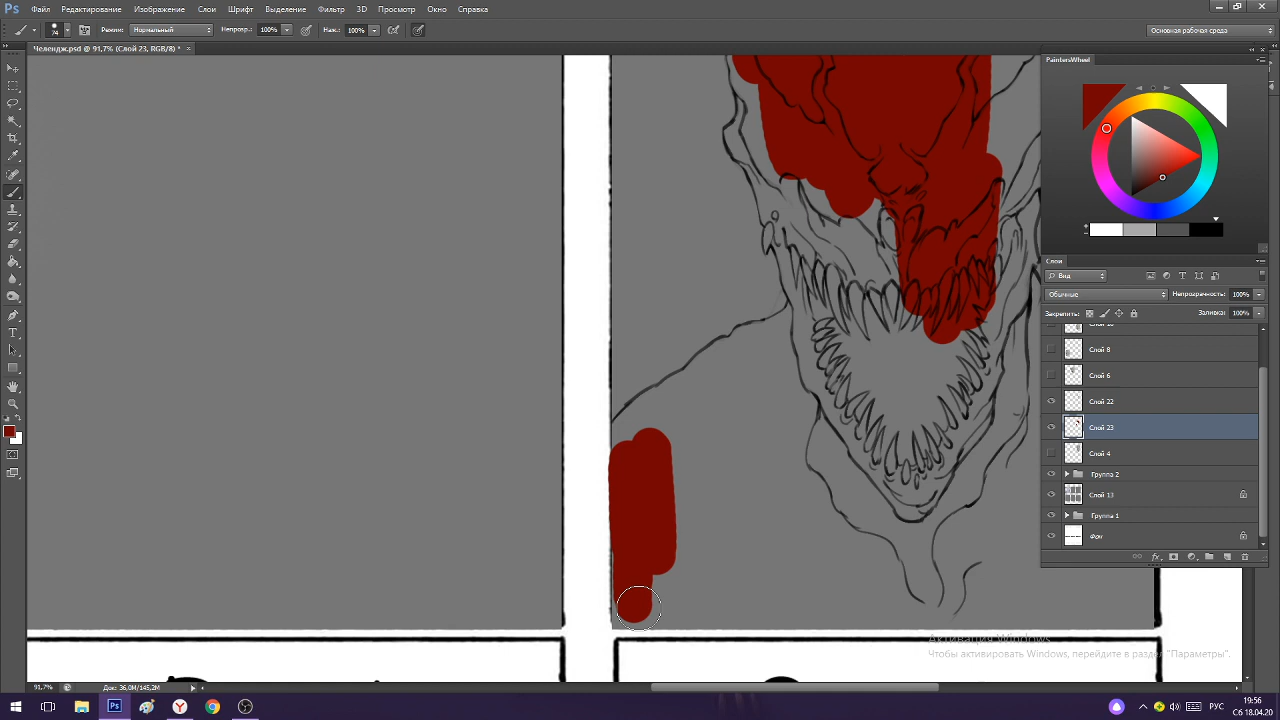 Ps Файл Редактирование Изображение Слои Шрифт Выделение Фильтр 3D Просмотр Окно Справка
74 Режим: Нормальный Непрозр.: 100% Наж.: 100% Основная рабочая среда
Челендж.psd @ 91,7% (Слой 23, RGB/8) * ×
PaintersWheel
Слои
Вид
Обычные Непрозрачность: 100%
Закрепить: Заливка: 100%
Слой 8
Слой 6
Слой 22
Слой 23
Слой 4
Группа 2
Слой 13
Группа 1
Фон
Активация Windows
Чтобы активировать Windows, перейдите в раздел "Параметры".
91,7% Док: 36,0M/145,2M
19:56
РУС
Сб 18.04.20